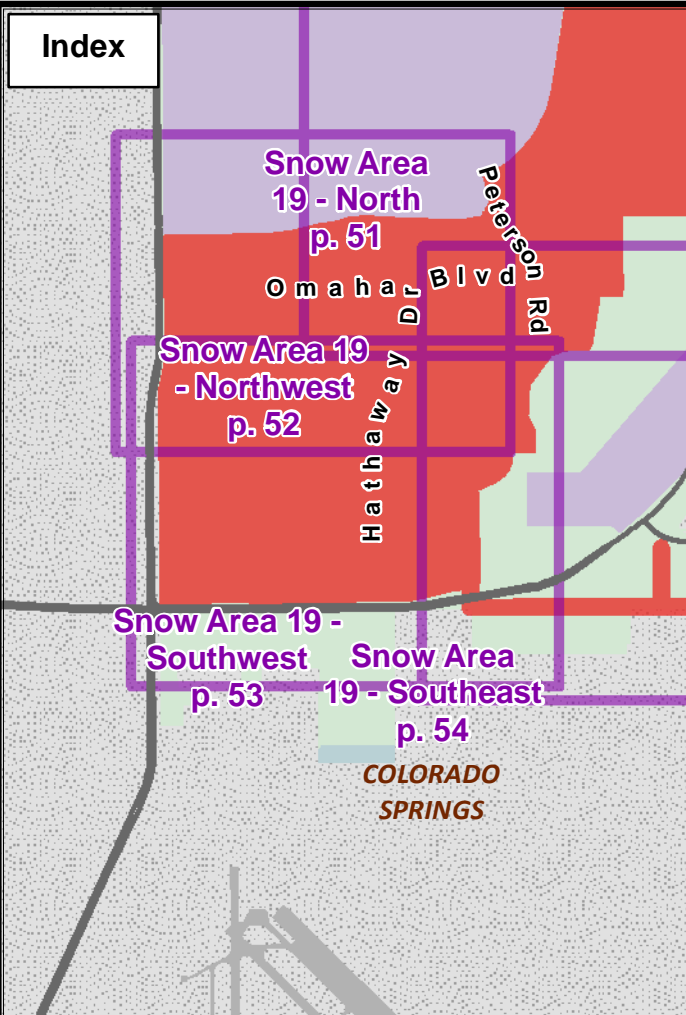 Index
Snow Area
19 - North
p. 51
Peterson Rd
Omahar Blvd
Hathaway Dr
Snow Area 19
- Northwest
p. 52
Snow Area 19 -
Southwest
p. 53
Snow Area
19 - Southeast
p. 54
COLORADO
SPRINGS